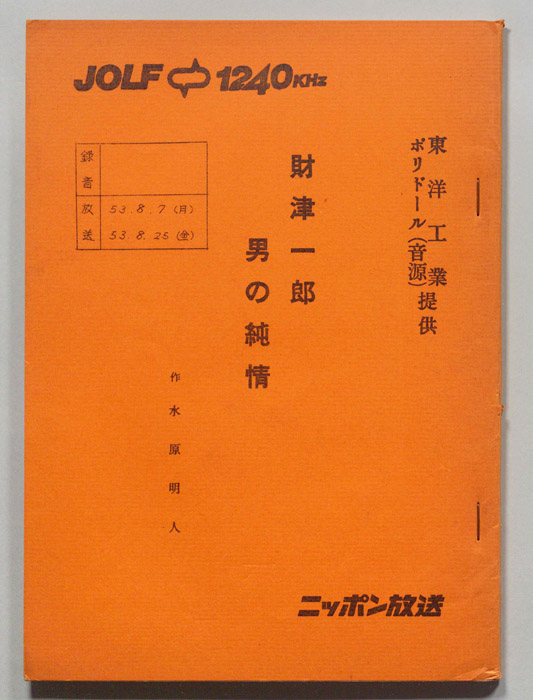 JOLF 1240KHz
東洋工業
ポリドール(音源)提供
財津一郎
男の純情
録音
放送
53.8.7(月)
53.8.25(金)
作 水原明人
ニッポン放送